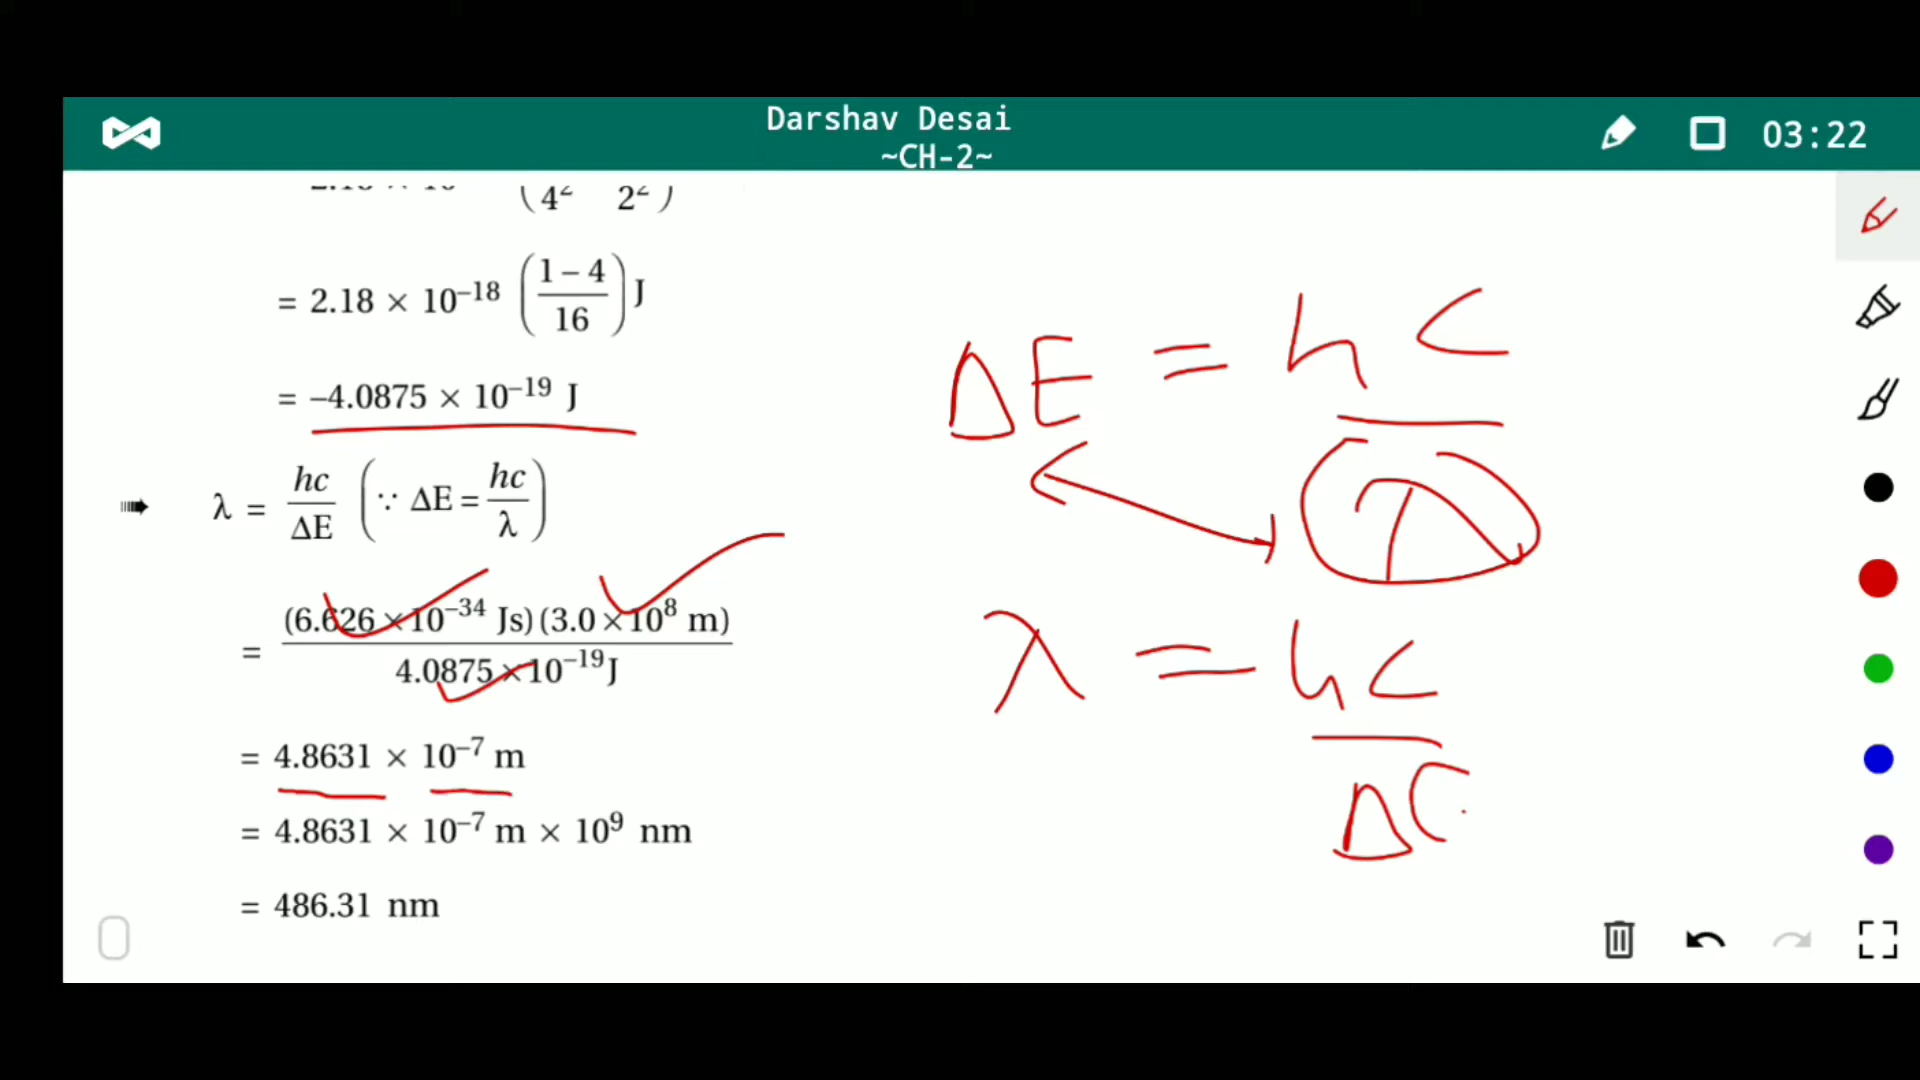 Darshav Desai
~CH-2~
03:22
4² 2² )
= 2.18 × 10⁻¹⁸ ( (1 – 4) / 16 ) J
= –4.0875 × 10⁻¹⁹ J
λ = hc / ΔE ( ∵ ΔE = hc / λ )
= (6.626 × 10⁻³⁴ Js) (3.0 × 10⁸ m) / 4.0875 × 10⁻¹⁹ J
= 4.8631 × 10⁻⁷ m
= 4.8631 × 10⁻⁷ m × 10⁹ nm
= 486.31 nm
ΔE = hc / λ
λ = hc / Δ